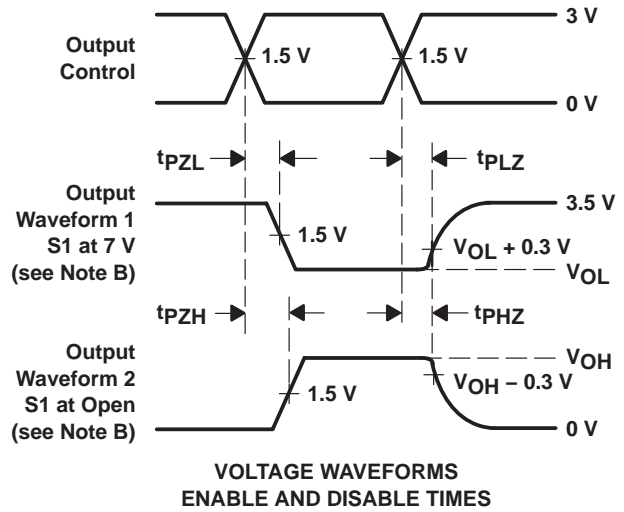 3 V
Output
Control
1.5 V
1.5 V
0 V
tPZL
tPLZ
Output
Waveform 1
S1 at 7 V
(see Note B)
3.5 V
1.5 V
VOL + 0.3 V
VOL
tPZH
tPHZ
Output
Waveform 2
S1 at Open
(see Note B)
VOH
1.5 V
VOH − 0.3 V
0 V
VOLTAGE WAVEFORMS
ENABLE AND DISABLE TIMES